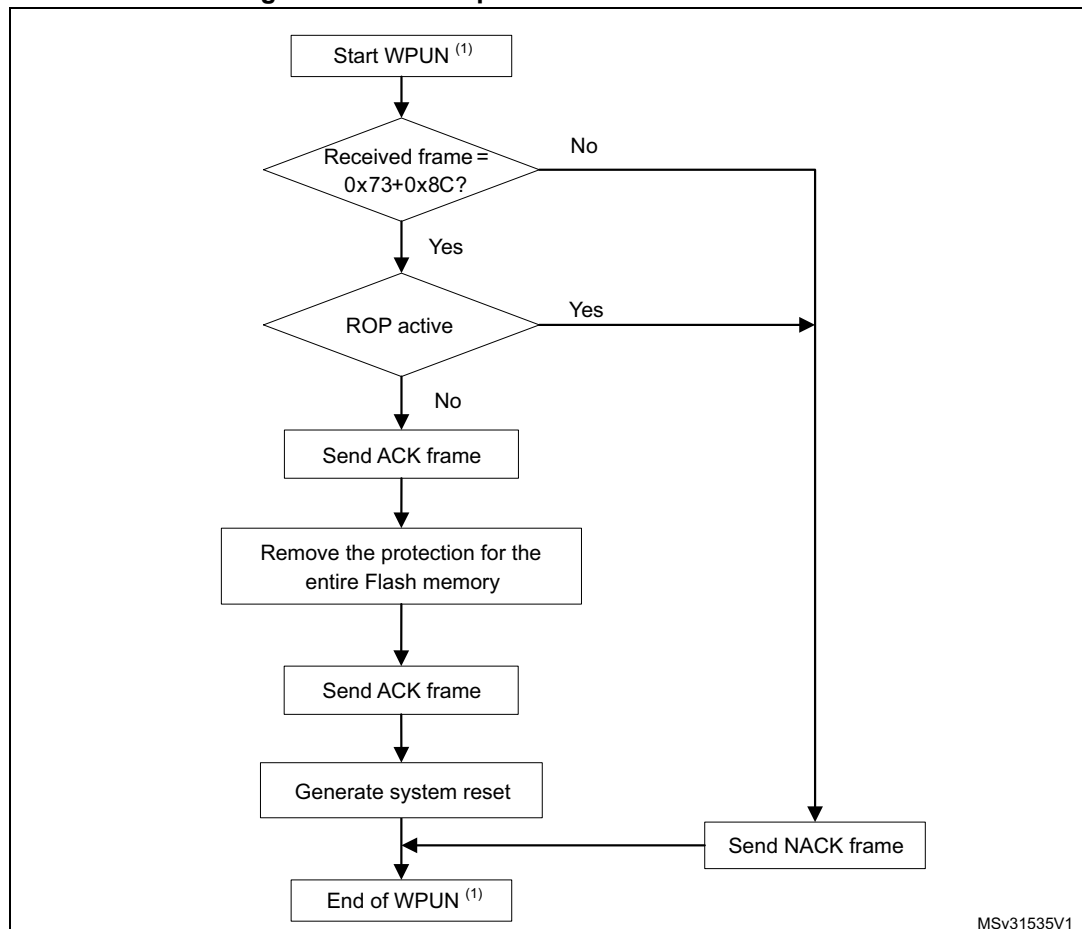 Start WPUN (1)
Received frame =
0x73+0x8C?
No
Yes
ROP active
Yes
No
Send ACK frame
Remove the protection for the
entire Flash memory
Send ACK frame
Generate system reset
Send NACK frame
End of WPUN (1)
MSv31535V1